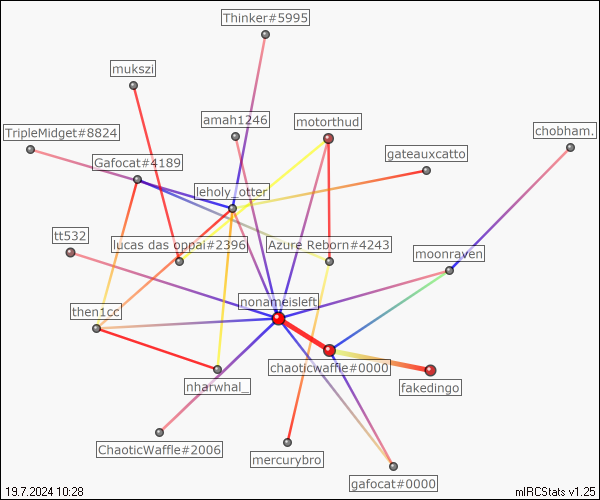 Thinker#5995
mukszi
amah1246
motorthud
TripleMidget#8824
chobham.
Gafocat#4189
gateauxcatto
leholy_otter
tt532
lucas das oppai#2396
Azure Reborn#4243
moonraven
nonameisleft
then1cc
chaoticwaffle#0000
nharwhal_
fakedingo
ChaoticWaffle#2006
mercurybro
gafocat#0000
19.7.2024 10:28
mIRCStats v1.25